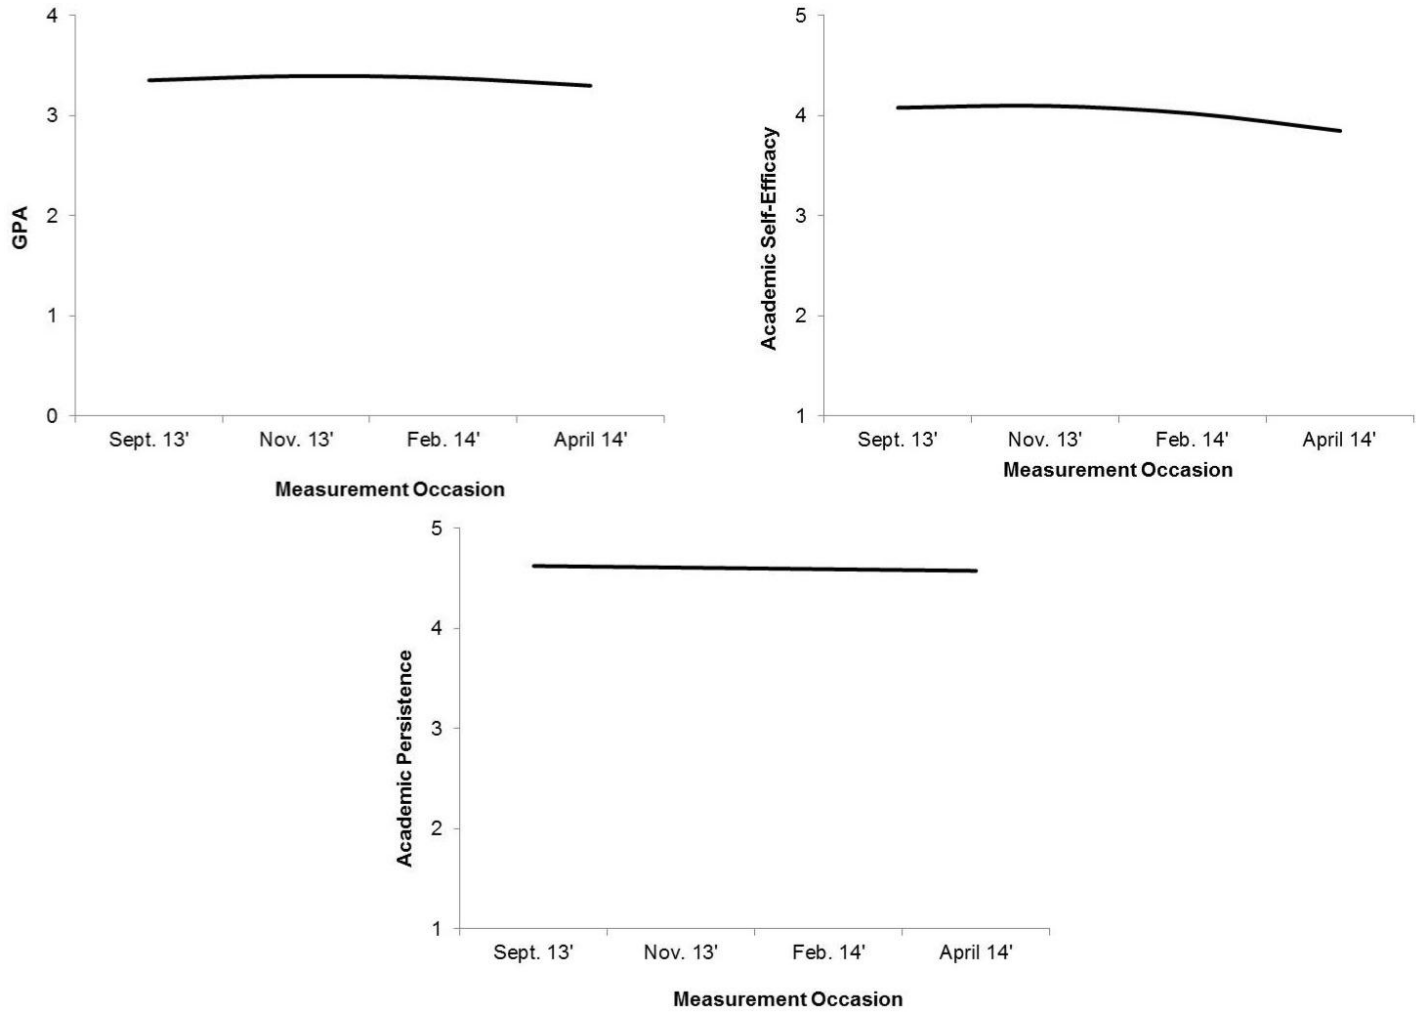 4
3
2
1
0
GPA
Sept. 13'
Nov. 13'
Feb. 14'
April 14'
Measurement Occasion
5
4
3
2
1
Academic Self-Efficacy
Sept. 13'
Nov. 13'
Feb. 14'
April 14'
Measurement Occasion
5
4
3
2
1
Academic Persistence
Sept. 13'
Nov. 13'
Feb. 14'
April 14'
Measurement Occasion